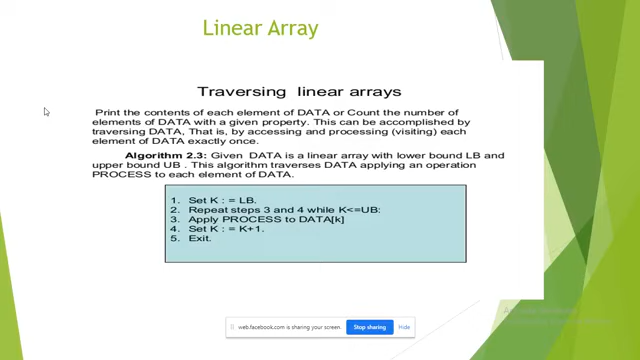 Linear Array
Traversing linear arrays
Print the contents of each element of DATA or Count the number of
elements of DATA with a given property. This can be accomplished by
traversing DATA, That is, by accessing and processing (visiting) each
element of DATA exactly once.
Algorithm 2.3: Given DATA is a linear array with lower bound LB and
upper bound UB . This algorithm traverses DATA applying an operation
PROCESS to each element of DATA.
1. Set K : = LB.
2. Repeat steps 3 and 4 while K<=UB:
3. Apply PROCESS to DATA[k]
4. Set K : = K+1.
5. Exit.
web.facebook.com is sharing your screen. Stop sharing Hide